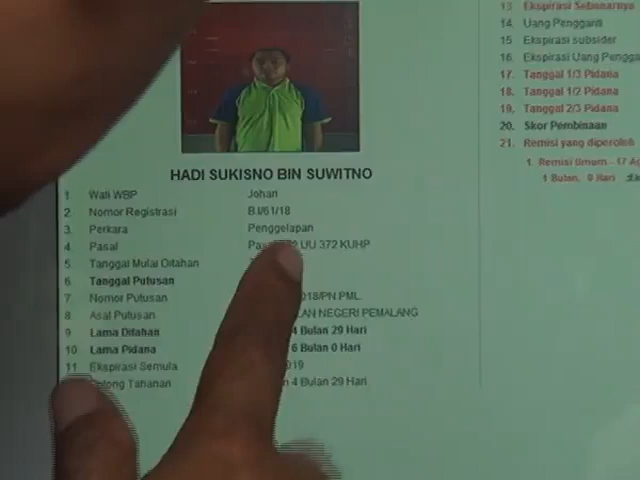 HADI SUKISNO BIN SUWITNO
1. Wali WBP Johan
2. Nomor Registrasi B.I/61/18
3. Perkara Penggelapan
4. Pasal UU 372 KUHP
5. Tanggal Mulai Ditahan
6. Tanggal Putusan
7. Nomor Putusan 018/PN PML
8 Asal Putusan NEGERI PEMALANG
9 Lama Ditahan 4 Bulan 29 Hari
10 Lama Pidana 6 Bulan 0 Hari
11 Ekspirasi Semula 019
Tahanan 4 Bulan 29 Hari
13 Ekspirasi Sebenarnya
14. Uang Pengganti
15 Ekspirasi subsider
16. Ekspirasi Uang Pengga
17. Tanggal 1/3 Pidana
18. Tanggal 1/2 Pidana
19. Tanggal 2/3 Pidana
20. Skor Pembinaan
21. Remisi yang diperoleh
1. Remisi Umum - 17
1 Bulan, 0 Hari